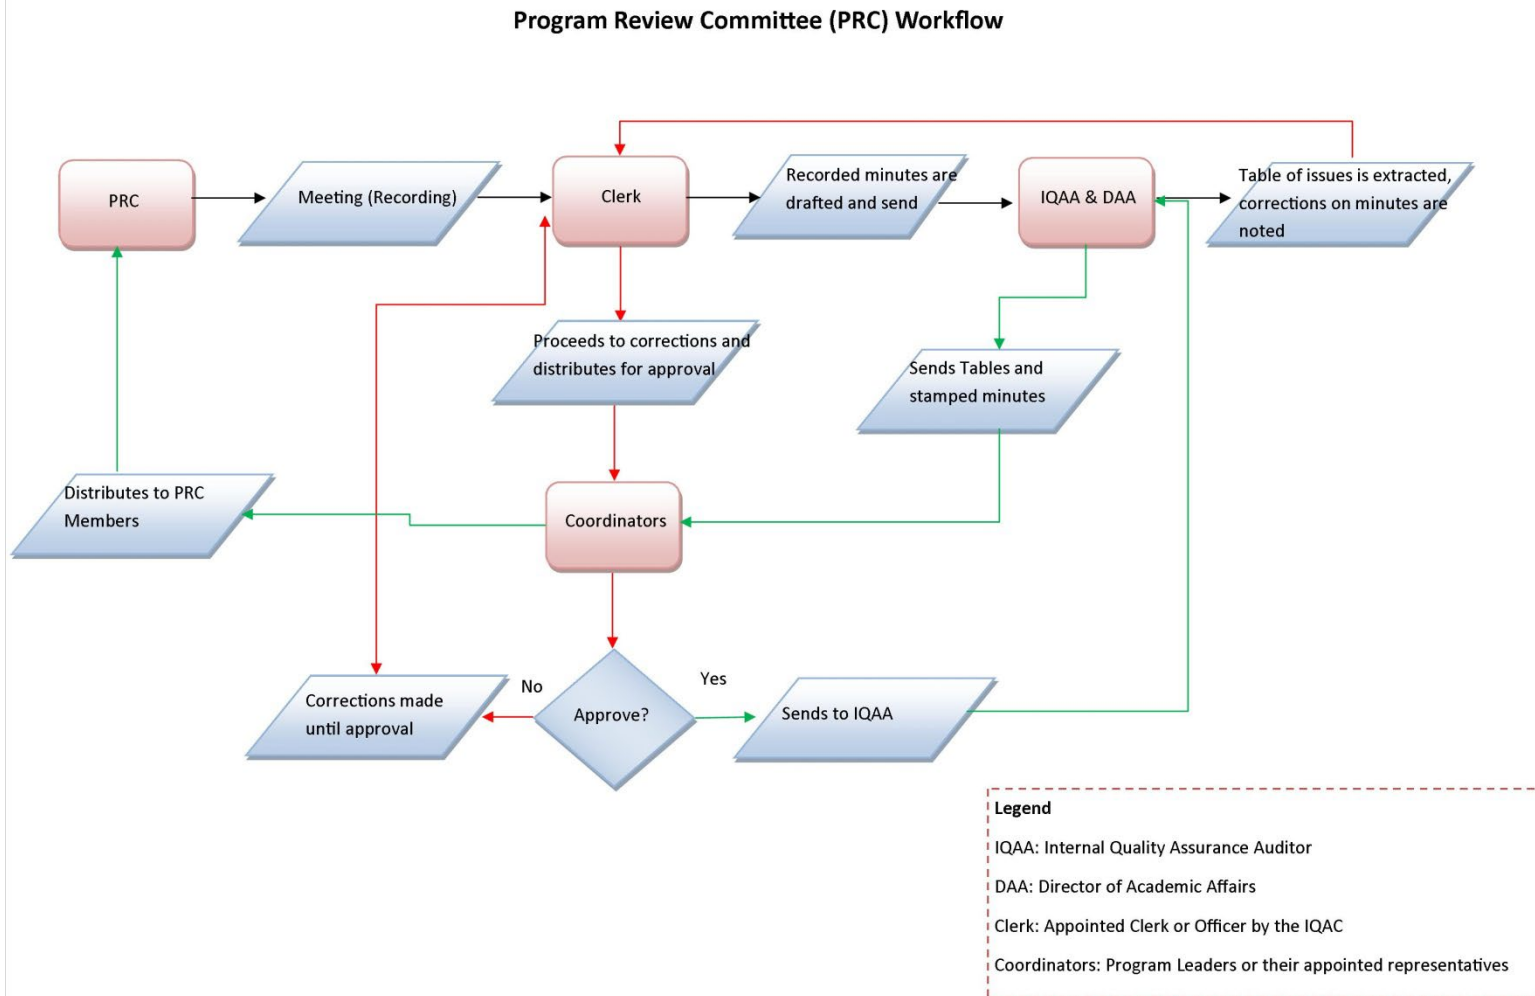 Program Review Committee (PRC) Workflow
PRC
Meeting (Recording)
Clerk
Recorded minutes are
drafted and send
IQAA & DAA
Table of issues is extracted,
corrections on minutes are
noted
Proceeds to corrections and
distributes for approval
Sends Tables and
stamped minutes
Distributes to PRC
Members
Coordinators
Corrections made
until approval
No
Approve?
Yes
Sends to IQAA
Legend
IQAA: Internal Quality Assurance Auditor
DAA: Director of Academic Affairs
Clerk: Appointed Clerk or Officer by the IQAC
Coordinators: Program Leaders or their appointed representatives